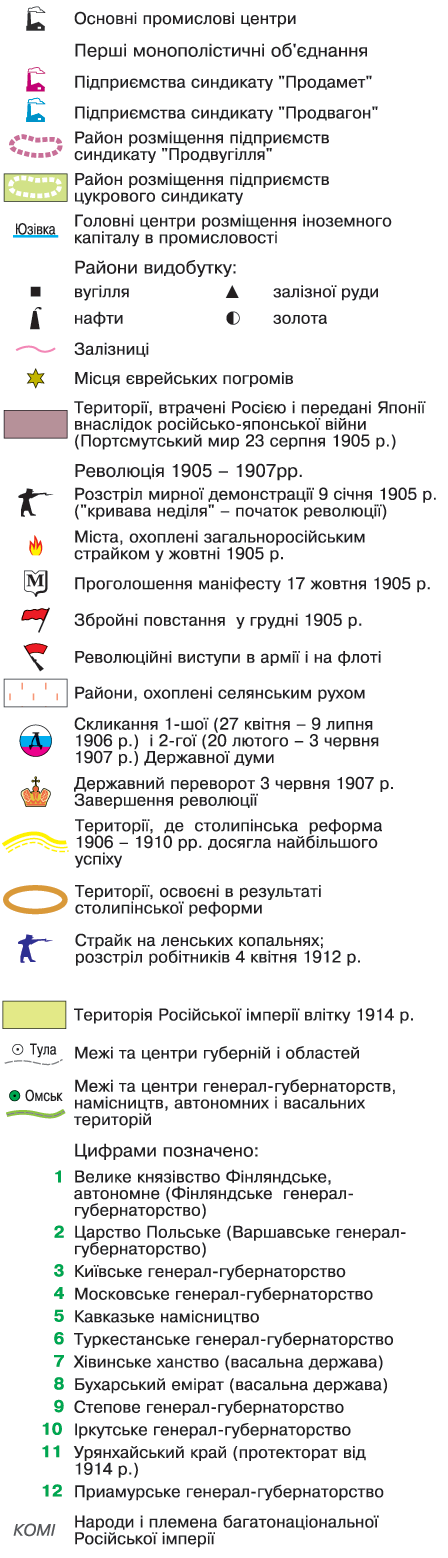 Основні промислові центри
Перші монополістичні об'єднання
Підприємства синдикату "Продамет"
Підприємства синдикату "Продвагон"
Район розміщення підприємств
синдикату "Продвугілля"
Район розміщення підприємств
цукрового синдикату
Юзівка
Головні центри розміщення іноземного
капіталу в промисловості
Райони видобутку:
вугілля
залізної руди
нафти
золота
Залізниці
Місця єврейських погромів
Території, втрачені Росією і передані Японії
внаслідок російсько-японської війни
(Портсмутський мир 23 серпня 1905 р.)
Революція 1905 – 1907рр.
Розстріл мирної демонстрації 9 січня 1905 р.
("кривава неділя" – початок революції)
Міста, охоплені загальноросійським
страйком у жовтні 1905 р.
М
Проголошення маніфесту 17 жовтня 1905 р.
Збройні повстання у грудні 1905 р.
Революційні виступи в армії і на флоті
Райони, охоплені селянським рухом
Д
Скликання 1-шої (27 квітня – 9 липня
1906 р.) і 2-гої (20 лютого – 3 червня
1907 р.) Державної думи
Державний переворот 3 червня 1907 р.
Завершення революції
Території, де столипінська реформа
1906 – 1910 рр. досягла найбільшого
успіху
Території, освоєні в результаті
столипінської реформи
Страйк на ленських копальнях;
розстріл робітників 4 квітня 1912 р.
Територія Російської імперії влітку 1914 р.
Тула
Межі та центри губерній і областей
Омськ
Межі та центри генерал-губернаторств,
намісництв, автономних і васальних
територій
Цифрами позначено:
1 Велике князівство Фінляндське,
автономне (Фінляндське генерал-
губернаторство)
2 Царство Польське (Варшавське генерал-
губернаторство)
3 Київське генерал-губернаторство
4 Московське генерал-губернаторство
5 Кавказьке намісництво
6 Туркестанське генерал-губернаторство
7 Хівинське ханство (васальна держава)
8 Бухарський емірат (васальна держава)
9 Степове генерал-губернаторство
10 Іркутське генерал-губернаторство
11 Урянхайський край (протекторат від
1914 р.)
12 Приамурське генерал-губернаторство
КОМІ
Народи і племена багатонаціональної
Російської імперії